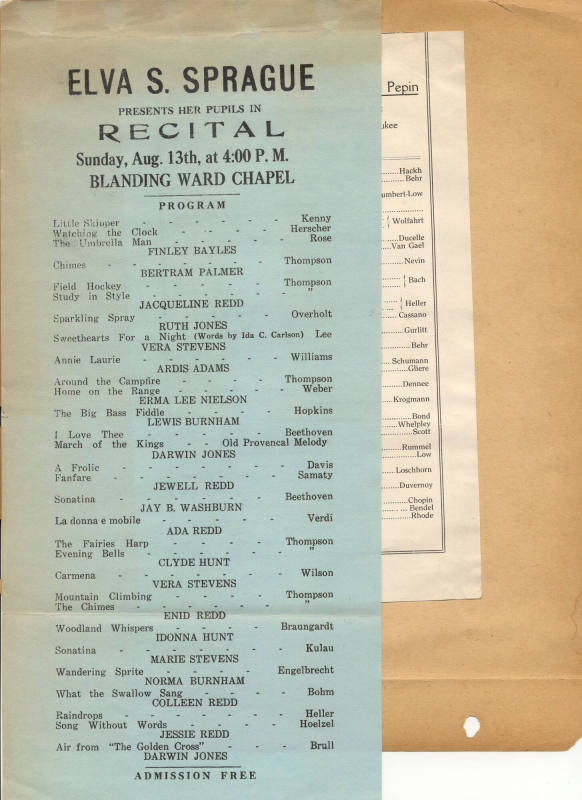 ELVA S. SPRAGUE
PRESENTS HER PUPILS IN
RECITAL
Sunday, Aug. 13th, at 4:00 P. M.
BLANDING WARD CHAPEL
PROGRAM
Little Skipper - - - - - - Kenny
Watching the Clock - - - - - Herscher
The Umbrella Man - - - - - Rose
FINLEY BAYLES
Chimes - - - - - - Thompson
BERTRAM PALMER
Field Hockey - - - - - Thompson
Study in Style - - - - - "
JACQUELINE REDD
Sparkling Spray - - - - - Overholt
RUTH JONES
Sweethearts For a Night (Words by Ida C. Carlson) Lee
VERA STEVENS
Annie Laurie - - - - - Williams
ARDIS ADAMS
Around the Campfire - - - - Thompson
Home on the Range - - - - - Weber
ERMA LEE NIELSON
The Big Bass Fiddle - - - - Hopkins
LEWIS BURNHAM
I Love Thee - - - - - Beethoven
March of the Kings - - Old Provencal Melody
DARWIN JONES
A Frolic - - - - - - Davis
Fanfare - - - - - - Samaty
JEWELL REDD
Sonatina - - - - - - Beethoven
JAY B. WASHBURN
La donna e mobile - - - - - Verdi
ADA REDD
The Fairies Harp - - - - Thompson
Evening Bells - - - - - "
CLYDE HUNT
Carmena - - - - - - Wilson
VERA STEVENS
Mountain Climbing - - - - Thompson
The Chimes - - - - - "
ENID REDD
Woodland Whispers - - - - Braungardt
IDONNA HUNT
Sonatina - - - - - - Kulau
MARIE STEVENS
Wandering Sprite - - - - Engelbrecht
NORMA BURNHAM
What the Swallow Sang - - - - Bohm
COLLEEN REDD
Raindrops - - - - - - Heller
Song Without Words - - - - Hoelzel
JESSIE REDD
Air from "The Golden Cross" - - - Brull
DARWIN JONES
ADMISSION FREE
Pepin
ukee
Hackh
Behr
umbert-Low
Wolfahrt
Ducelle
Van Gael
Nevin
Bach
Heller
Cassano
Gurlitt
Behr
Schumann
Gliere
Dennee
Krogmann
Bond
Whelpley
Scott
Rummel
Low
Loschhorn
Duvernoy
Chopin
Bendel
Rhode